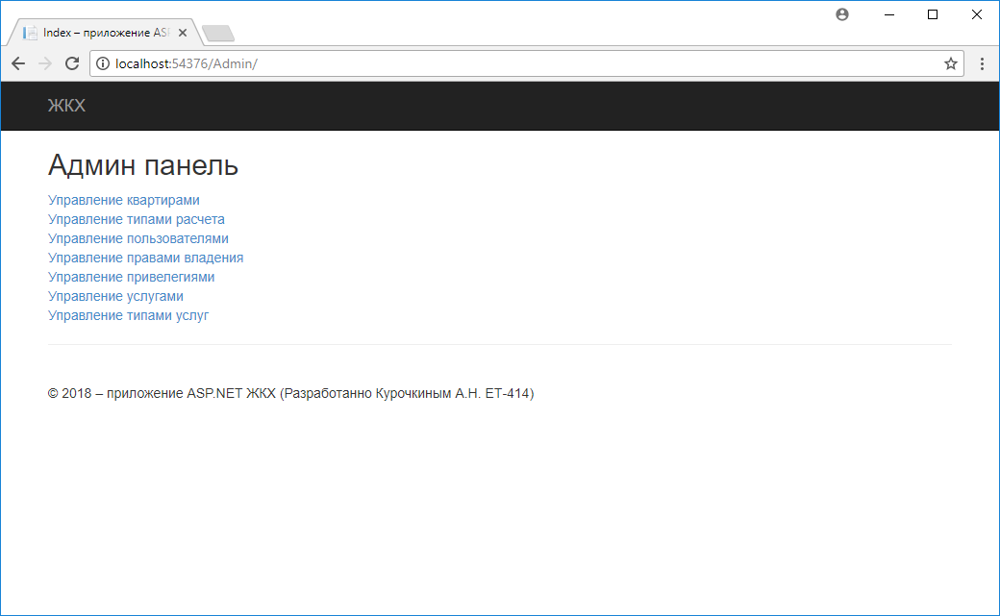 Index – приложение AS
localhost:54376/Admin/
ЖКХ
Админ панель
Управление квартирами
Управление типами расчета
Управление пользователями
Управление правами владения
Управление привелегиями
Управление услугами
Управление типами услуг
© 2018 – приложение ASP.NET ЖКХ (Разработанно Курочкиным А.Н. ЕТ-414)